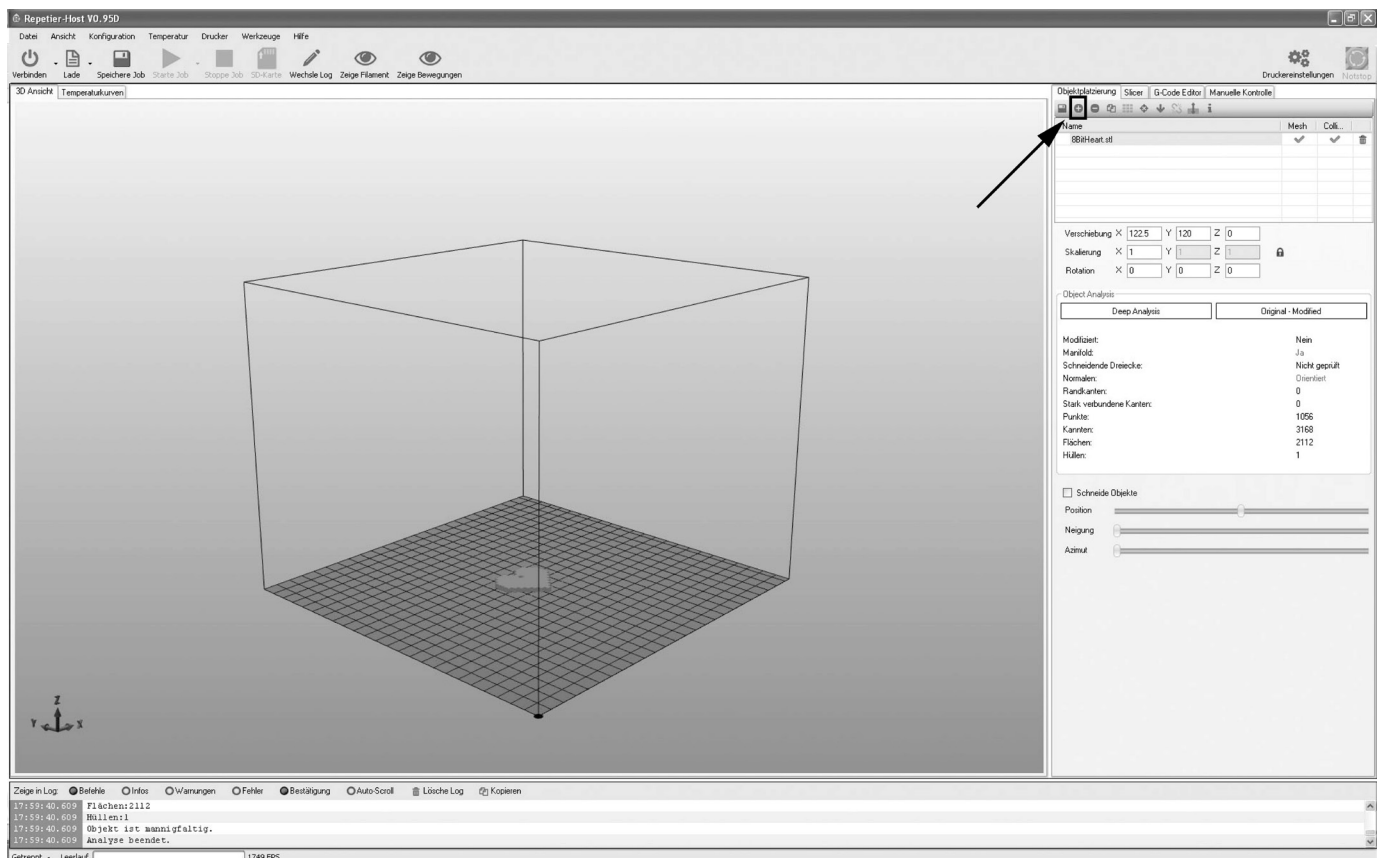 Repetier-Host V0.95D
Datei Ansicht Konfiguration Temperatur Drucker Werkzeuge Hilfe
Verbinden Lade Speichere Job Starte Job Stoppe Job SD-Karte Wechsle Log Zeige Filament Zeige Bewegungen Druckereinstellungen Notstop
3D Ansicht Temperaturkurven
Objektplatzierung Slicer G-Code Editor Manuelle Kontrolle
Name Mesh Colli...
8BitHeart.stl
Verschiebung X 122.5 Y 120 Z 0
Skalierung X 1 Y 1 Z 1
Rotation X 0 Y 0 Z 0
Object Analysis
Deep Analysis Original - Modified
Modifiziert: Nein
Manifold: Ja
Schneidende Dreiecke: Nicht geprüft
Normalen: Orientiert
Randkanten: 0
Stark verbundene Kanten: 0
Punkte: 1056
Kannten: 3168
Flächen: 2112
Hüllen: 1
Schneide Objekte
Position
Neigung
Azimut
Z
Y X
Zeige in Log: Befehle Infos Warnungen Fehler Bestätigung Auto-Scroll Lösche Log Kopieren
17:59:40.609 Flächen:2112
17:59:40.609 Hüllen:1
17:59:40.609 Objekt ist mannigfaltig.
17:59:40.609 Analyse beendet.
Getrennt - Leerlauf 1749 FPS